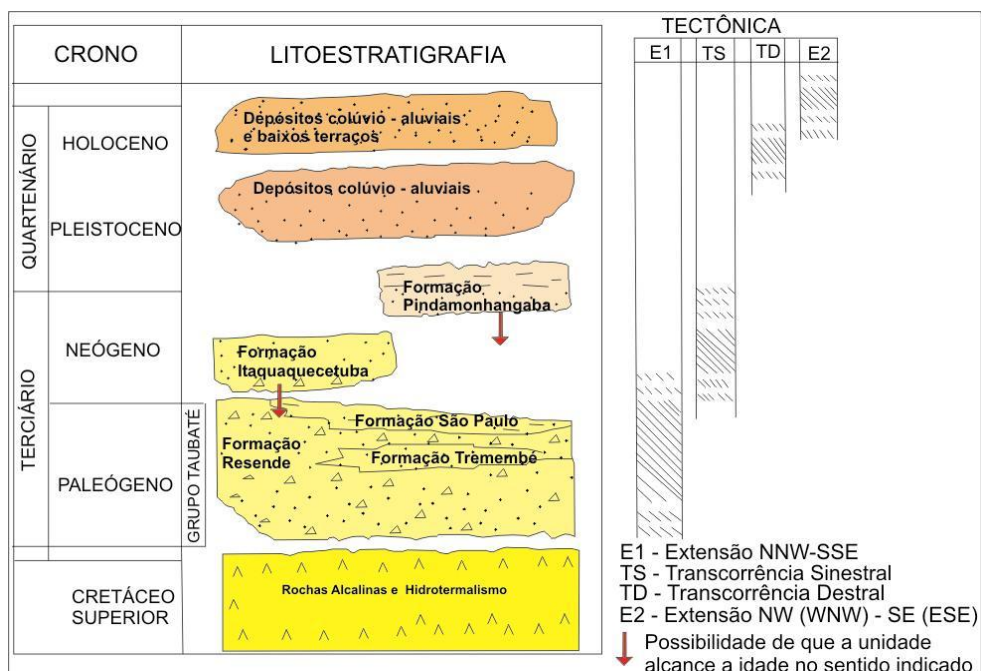 CRONO
LITOESTRATIGRAFIA
TECTÔNICA
E1
TS
TD
E2
QUARTENÁRIO
HOLOCENO
Depósitos colúvio - aluviais
e baixos terraços
PLEISTOCENO
Depósitos colúvio - aluviais
Formação
Pindamonhangaba
TERCIÁRIO
NEÓGENO
Formação
Itaquaquecetuba
PALEÓGENO
GRUPO TAUBATÉ
Formação São Paulo
Formação
Resende
Formação Tremembé
CRETÁCEO
SUPERIOR
Rochas Alcalinas e Hidrotermalismo
E1 - Extensão NNW-SSE
TS - Transcorrência Sinestral
TD - Transcorrência Destral
E2 - Extensão NW (WNW) - SE (ESE)
Possibilidade de que a unidade
alcance a idade no sentido indicado